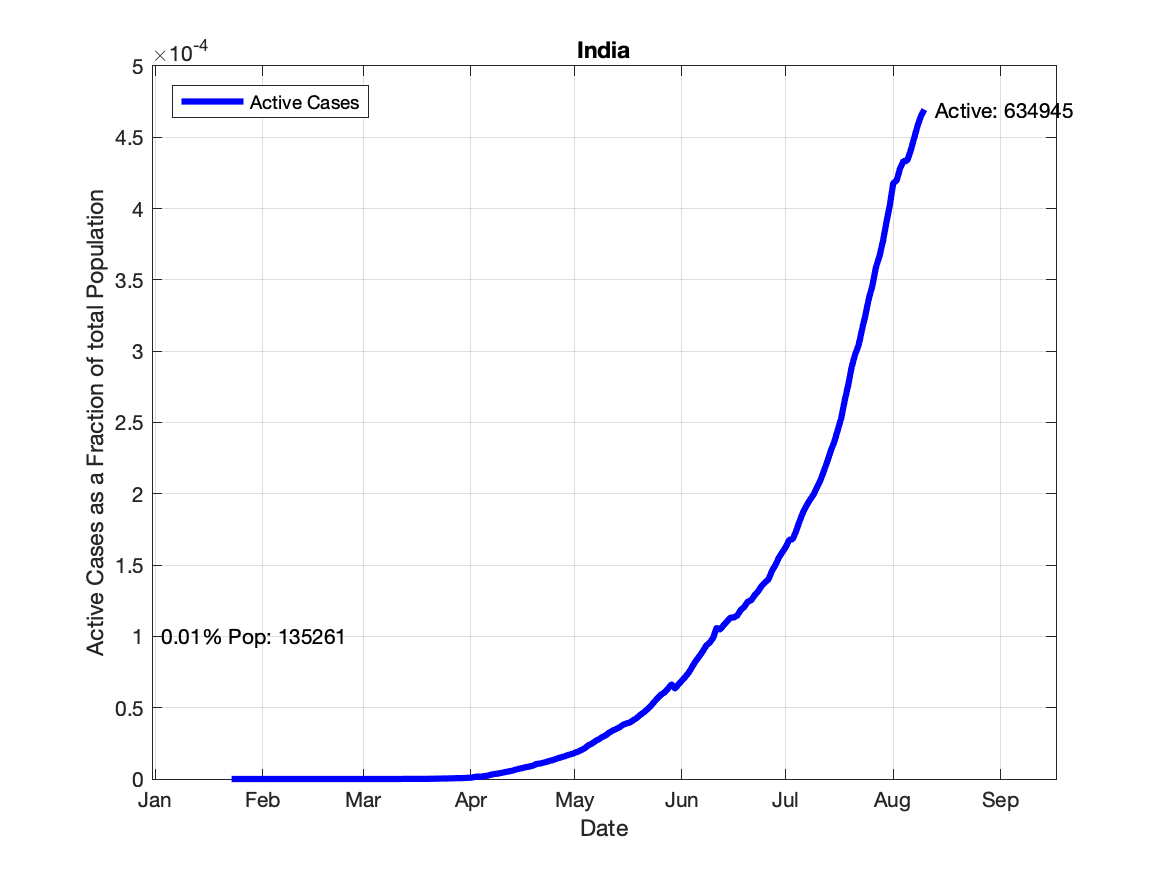 India
×10-4
5
4.5
4
3.5
3
2.5
2
1.5
1
0.5
0
Active Cases as a Fraction of total Population
Active Cases
Active: 634945
0.01% Pop: 135261
Jan Feb Mar Apr May Jun Jul Aug Sep
Date